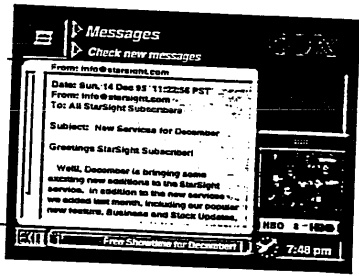 Messages
Check new messages
From: info@starsight.com
Date: Sun, 14 Dec 95 11:22:56 PST
From: info@starsight.com
To: All StarSight Subscribers
Subject: New Services for December
Greetings StarSight Subscriber!
Well, December is bringing some
exciting new additions to the StarSight
service. In addition to the new services
we added last month, including our popular
new feature, Business and Stock Updates,
HBO 8 HBO
EXIT Free Showtime for December!
7:48 pm